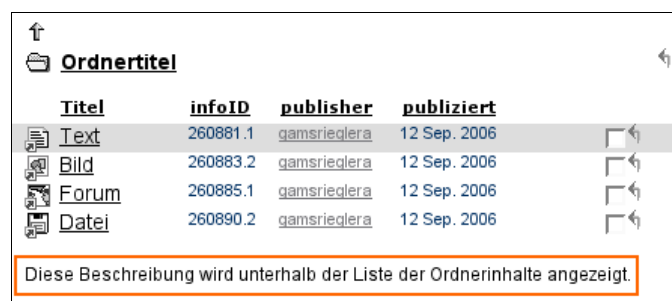 Ordnertitel
Titel infoID publisher publiziert
Text 260881.1 gamsrieglera 12 Sep. 2006
Bild 260883.2 gamsrieglera 12 Sep. 2006
Forum 260885.1 gamsrieglera 12 Sep. 2006
Datei 260890.2 gamsrieglera 12 Sep. 2006
Diese Beschreibung wird unterhalb der Liste der Ordnerinhalte angezeigt.